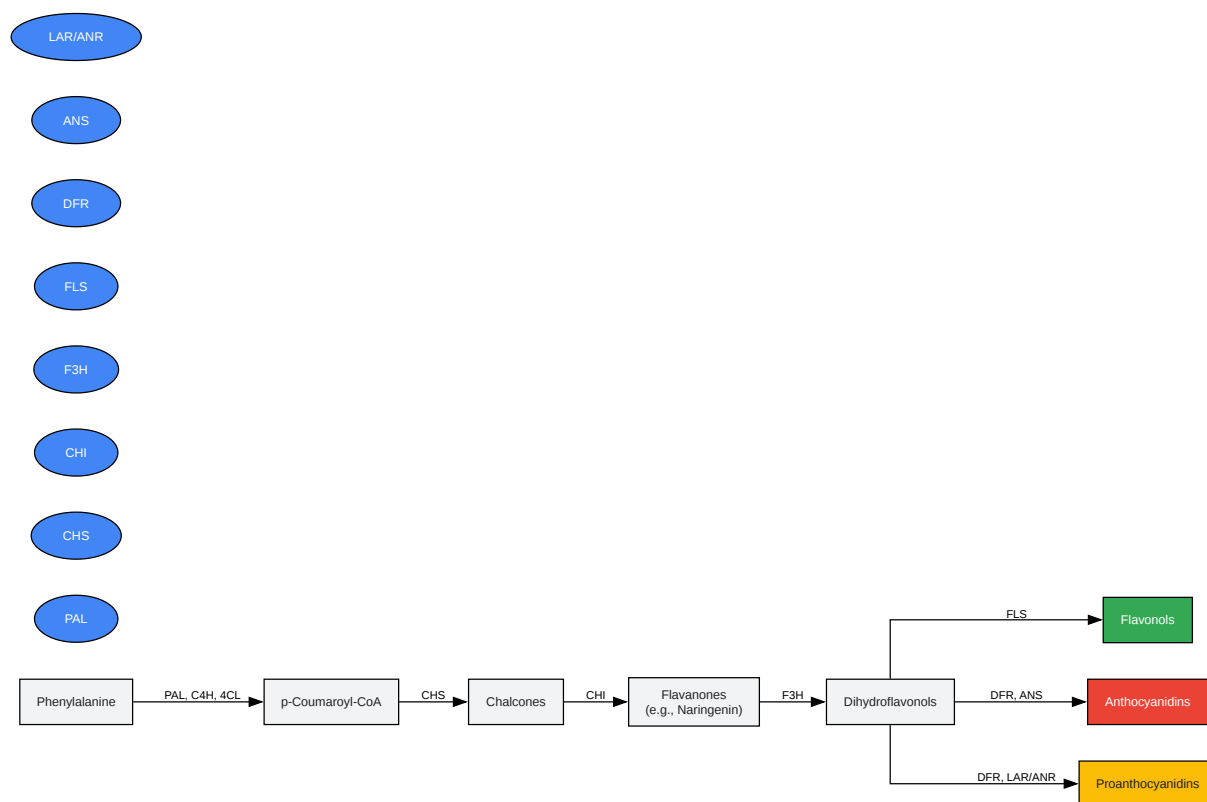 LAR/ANR
ANS
DFR
FLS
F3H
CHI
CHS
PAL
FLS
Flavonols
Phenylalanine
PAL, C4H, 4CL
p-Coumaroyl-CoA
CHS
Chalcones
CHI
Flavanones
(e.g., Naringenin)
F3H
Dihydroflavonols
DFR, ANS
Anthocyanidins
DFR, LAR/ANR
Proanthocyanidins